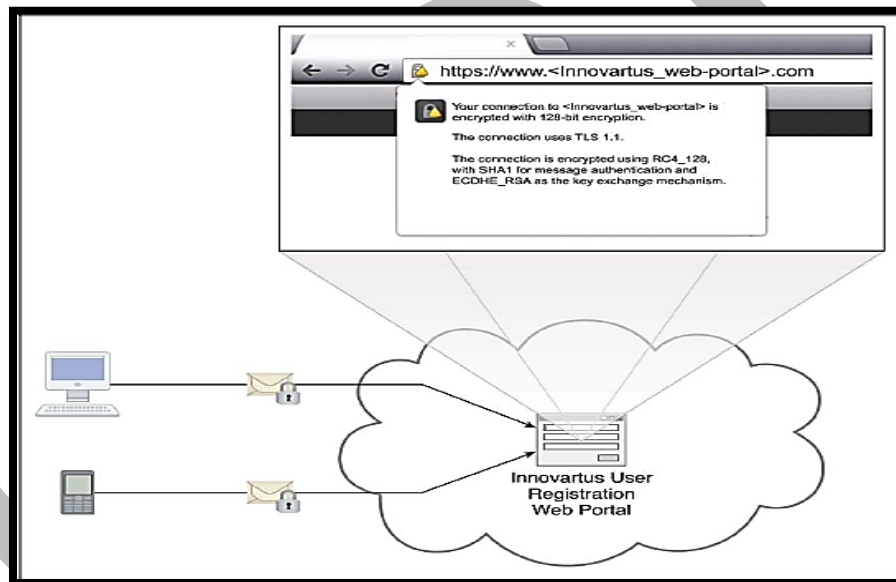 https://www.<Innovartus_web-portal>.com
Your connection to <Innovartus_web-portal> is
encrypted with 128-bit encryption.
The connection uses TLS 1.1.
The connection is encrypted using RC4_128,
with SHA1 for message authentication and
ECDHE_RSA as the key exchange mechanism.
Innovartus User
Registration
Web Portal